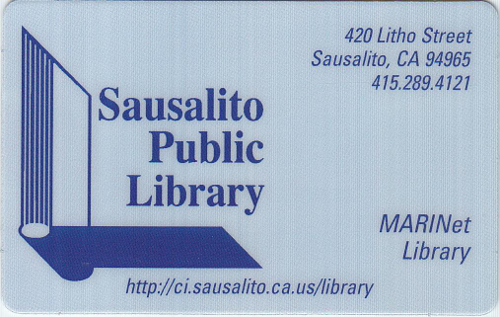 420 Litho Street
Sausalito, CA 94965
415.289.4121
Sausalito
Public
Library
MARINet
Library
http://ci.sausalito.ca.us/library